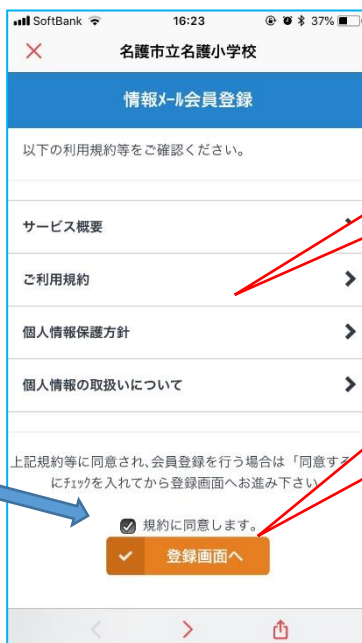 SoftBank 16:23 37%
名護市立名護小学校
情報ﾒｰﾙ会員登録
以下の利用規約等をご確認ください。
サービス概要
ご利用規約
個人情報保護方針
個人情報の取扱いについて
上記規約等に同意され、会員登録を行う場合は「同意する
にﾁｪｯｸを入れてから登録画面へお進み下さい
規約に同意します。
登録画面へ